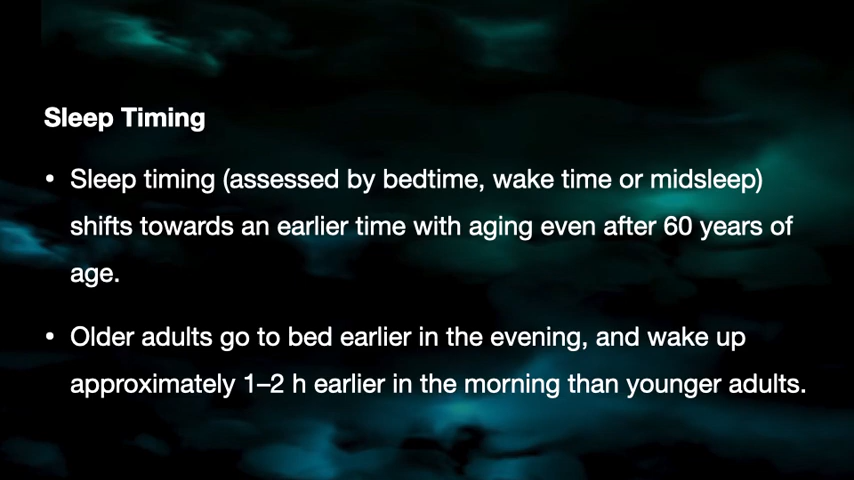 Sleep Timing
• Sleep timing (assessed by bedtime, wake time or midsleep)
shifts towards an earlier time with aging even after 60 years of
age.
• Older adults go to bed earlier in the evening, and wake up
approximately 1–2 h earlier in the morning than younger adults.